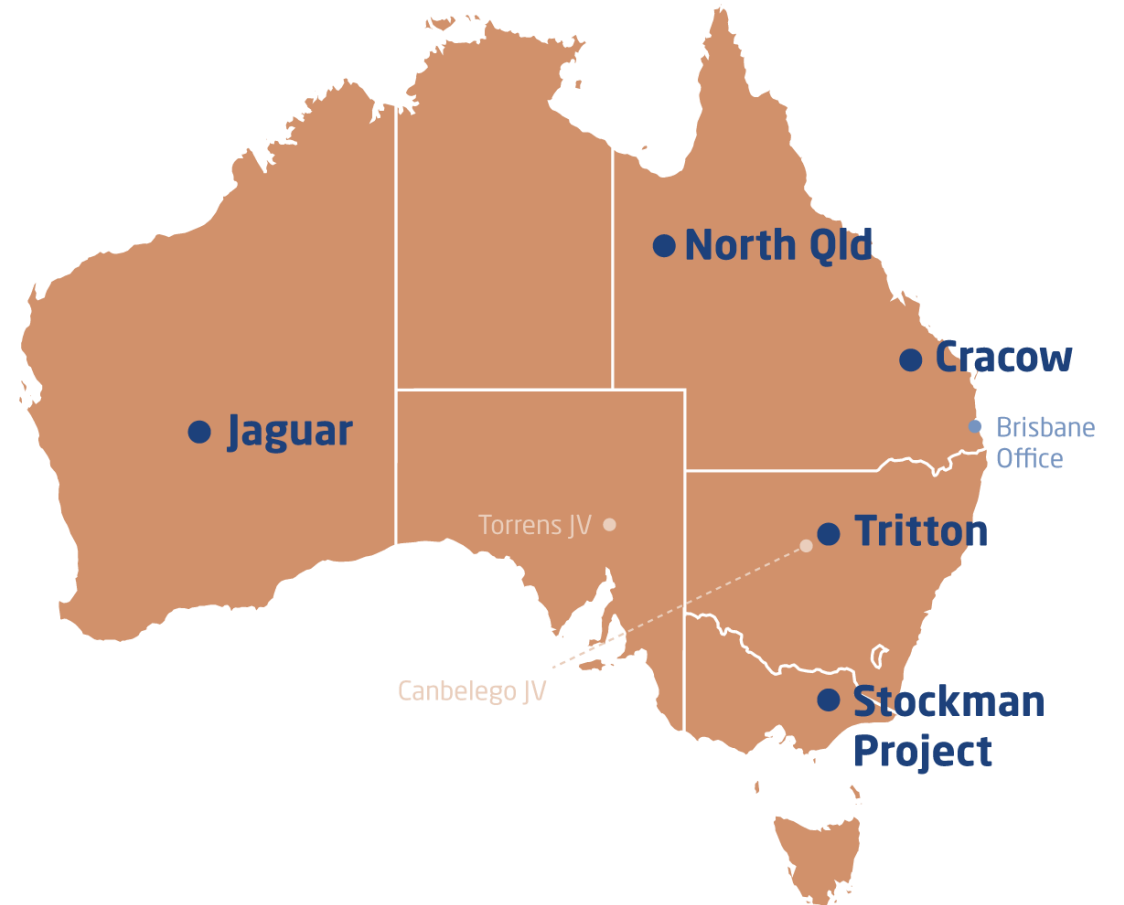 North Qld
Cracow
Jaguar
Brisbane
Office
Torrens JV
Tritton
Canbelego JV
Stockman
Project